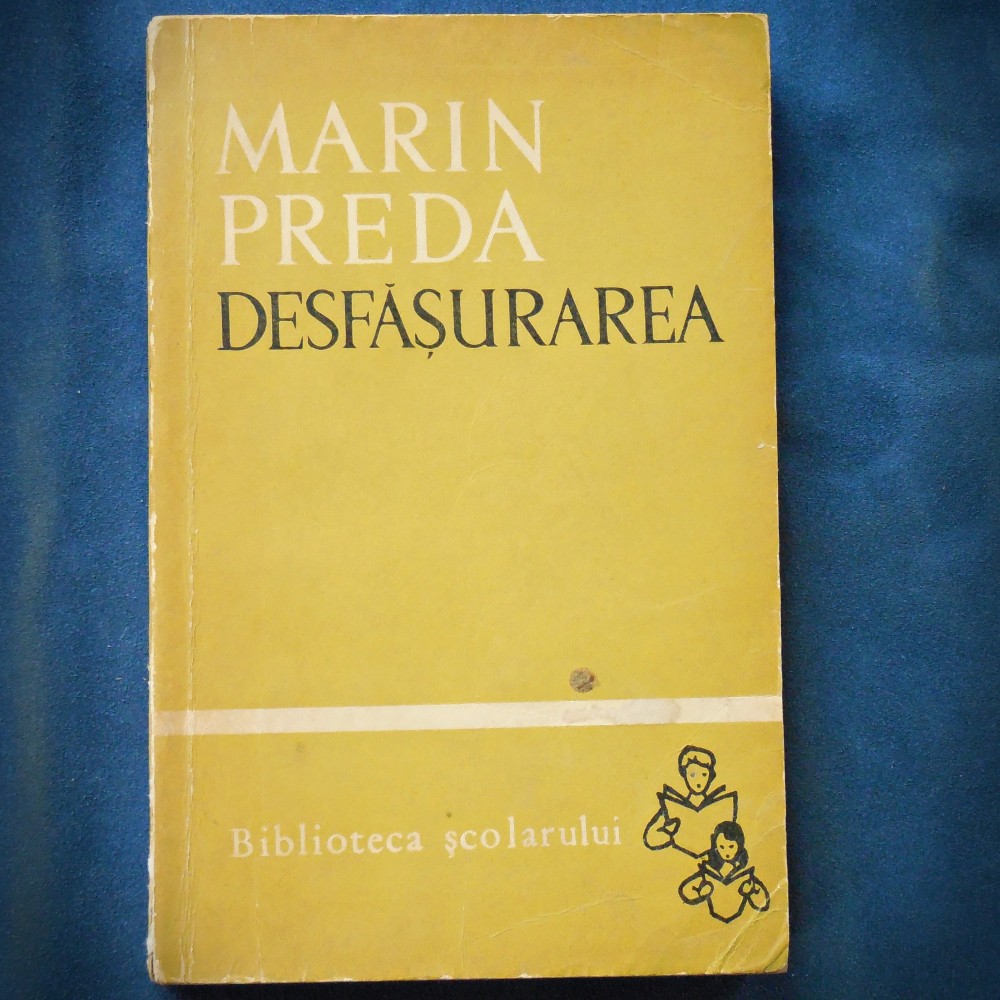 MARIN
PREDA
DESFĂȘURAREA
Biblioteca școlarului